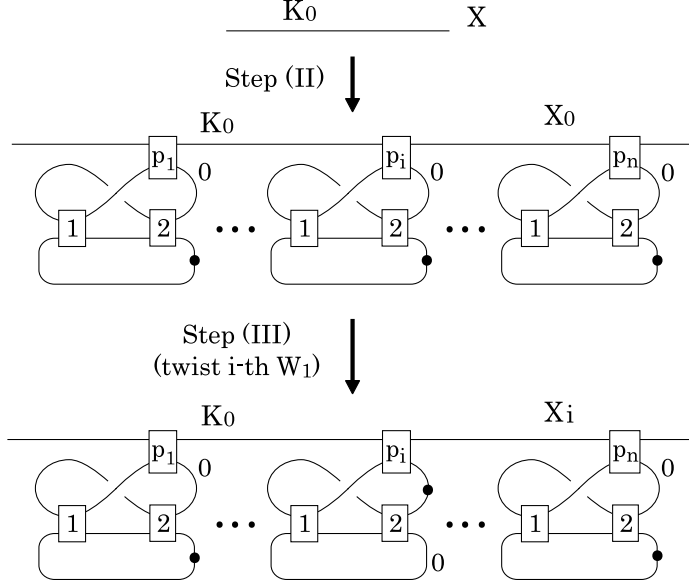 K0 X
Step (II)
K0 X0
p1 pi pn
0 0 0
1 2 ••• 1 2 ••• 1 2
Step (III)
(twist i-th W1)
K0 Xi
p1 pi pn
0 0
1 2 ••• 1 2 ••• 1 2
0